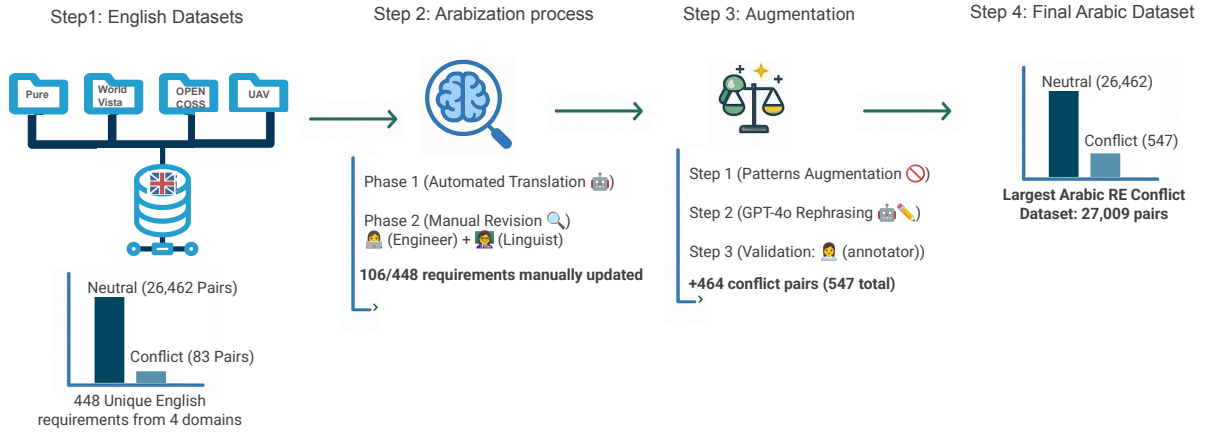 Step1: English Datasets
Pure
World
Vista
OPEN
COSS
UAV
Neutral (26,462 Pairs)
Conflict (83 Pairs)
448 Unique English
requirements from 4 domains
Step 2: Arabization process
Phase 1 (Automated Translation 🤖)
Phase 2 (Manual Revision 🔍)
👩‍💻 (Engineer) + 👩‍🏫 (Linguist)
106/448 requirements manually updated
Step 3: Augmentation
Step 1 (Patterns Augmentation 🚫)
Step 2 (GPT-4o Rephrasing 🤖✏️)
Step 3 (Validation: 👩‍💼 (annotator))
+464 conflict pairs (547 total)
Step 4: Final Arabic Dataset
Neutral (26,462)
Conflict (547)
Largest Arabic RE Conflict
Dataset: 27,009 pairs